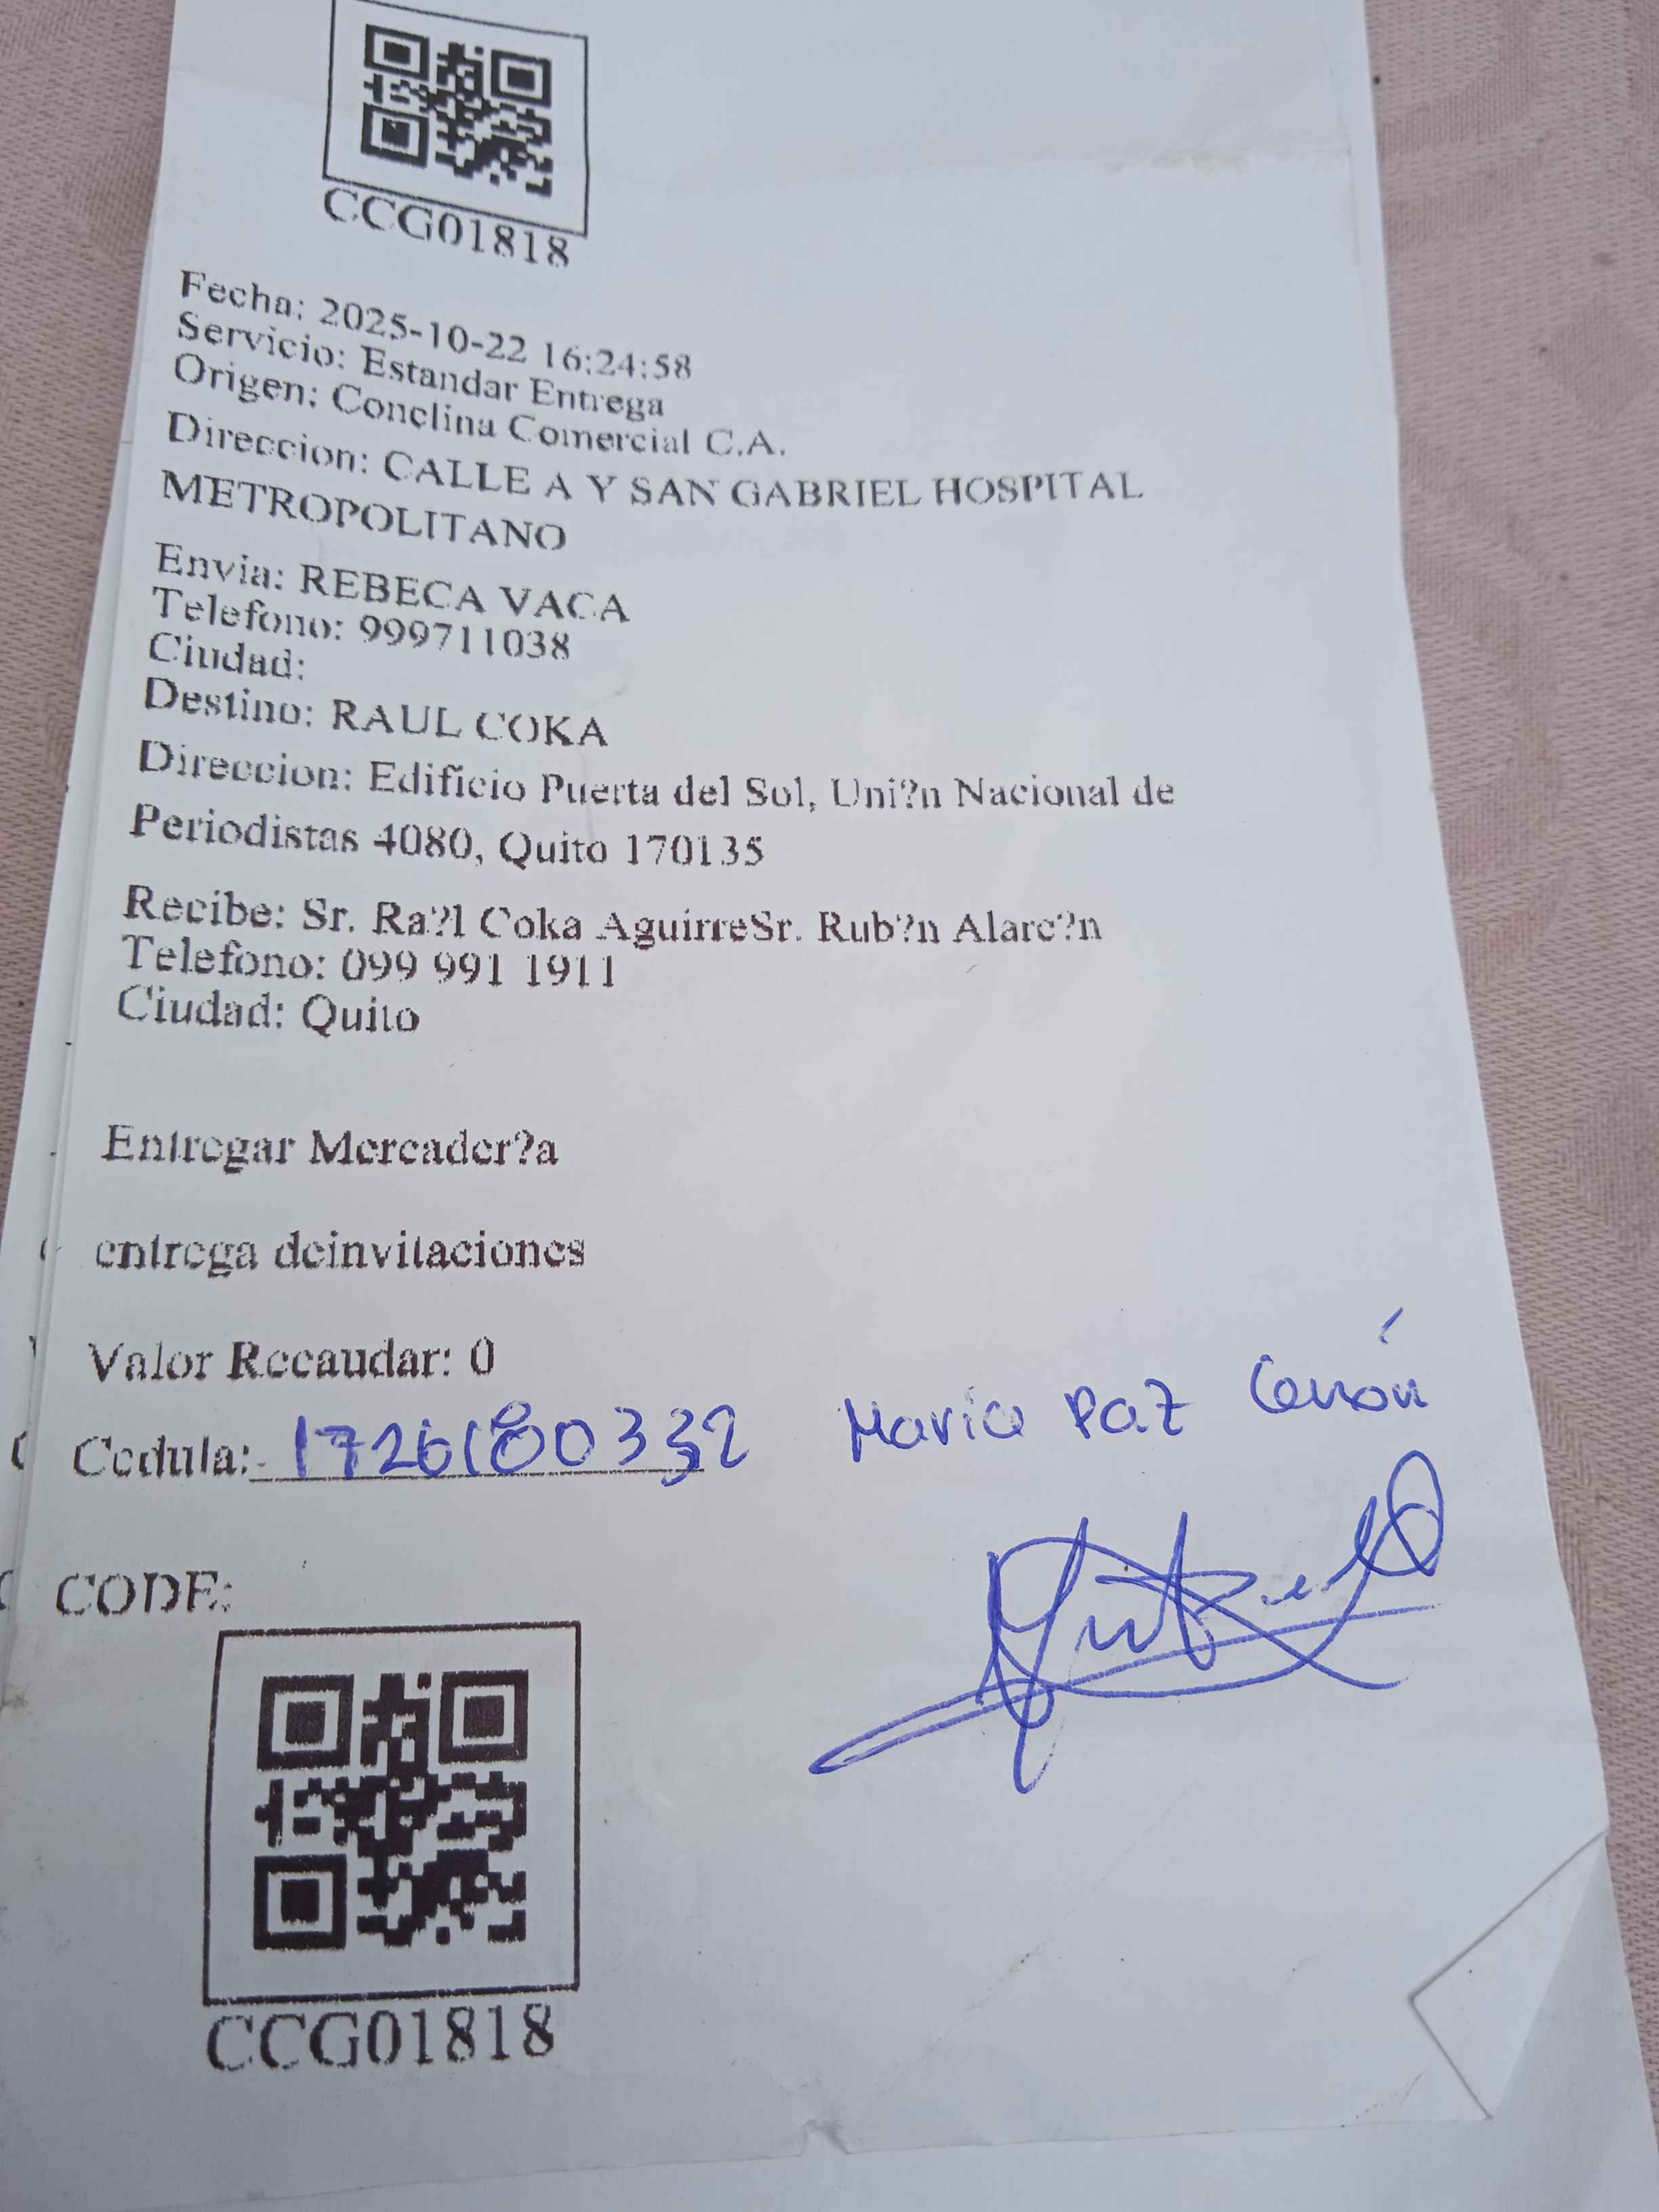 CCG01818
Fecha: 2025-10-22 16:24:58
Servicio: Estandar Entrega
Origen: Conclina Comercial C.A.
Direccion: CALLE A Y SAN GABRIEL HOSPITAL
METROPOLITANO
Envia: REBECA VACA
Telefono: 999711038
Ciudad:
Destino: RAUL COKA
Direccion: Edificio Puerta del Sol, Uni?n Nacional de
Periodistas 4080, Quito 170135
Recibe: Sr. Ra?l Coka AguirreSr. Rub?n Alarc?n
Telefono: 099 991 1911
Ciudad: Quito
Entregar Mercader?a
entrega deinvitaciones
Valor Recaudar: 0
Cedula: 1726180332 Maria Paz
CODE:
CCG01818